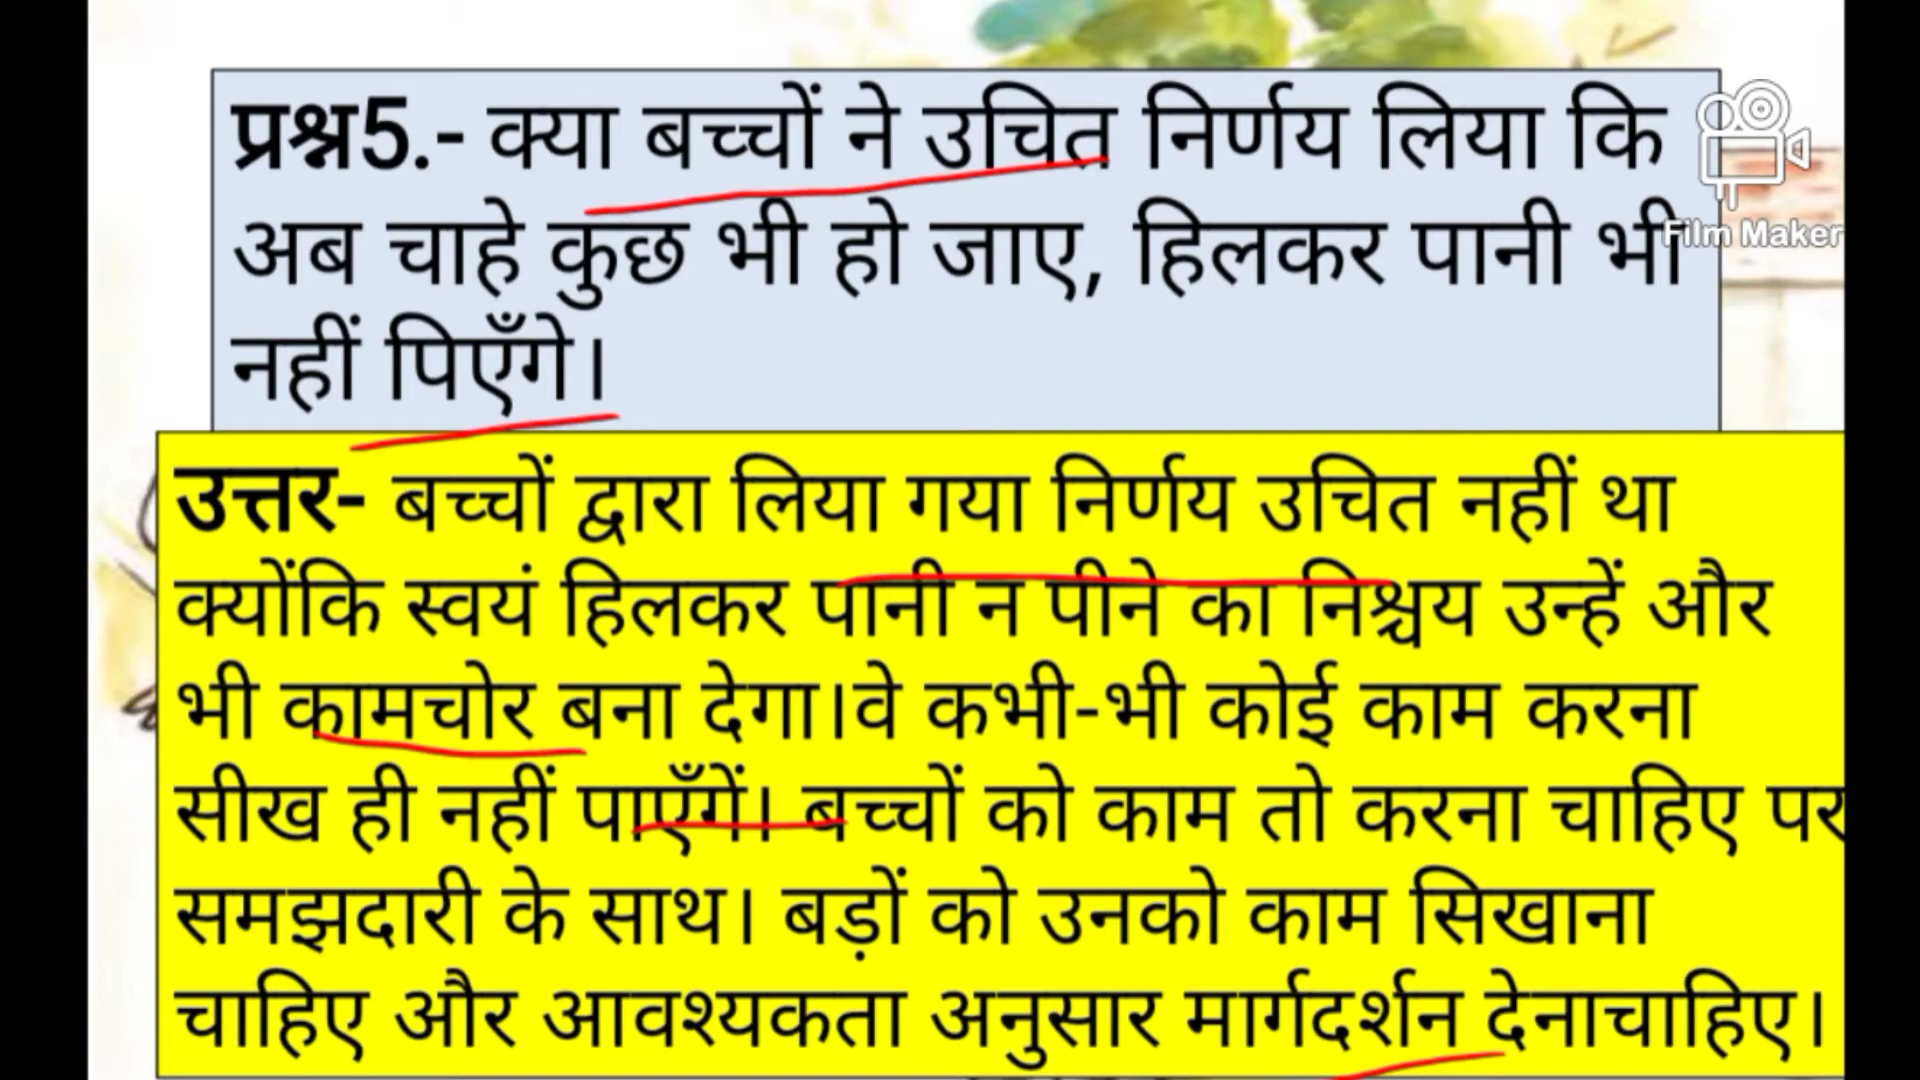 प्रश्न5.- क्या बच्चों ने उचित निर्णय लिया कि
अब चाहे कुछ भी हो जाए, हिलकर पानी भी
नहीं पिएँगे।
Film Maker
उत्तर- बच्चों द्वारा लिया गया निर्णय उचित नहीं था
क्योंकि स्वयं हिलकर पानी न पीने का निश्चय उन्हें और
भी कामचोर बना देगा।वे कभी-भी कोई काम करना
सीख ही नहीं पाएँगें। बच्चों को काम तो करना चाहिए पर
समझदारी के साथ। बड़ों को उनको काम सिखाना
चाहिए और आवश्यकता अनुसार मार्गदर्शन देनाचाहिए।